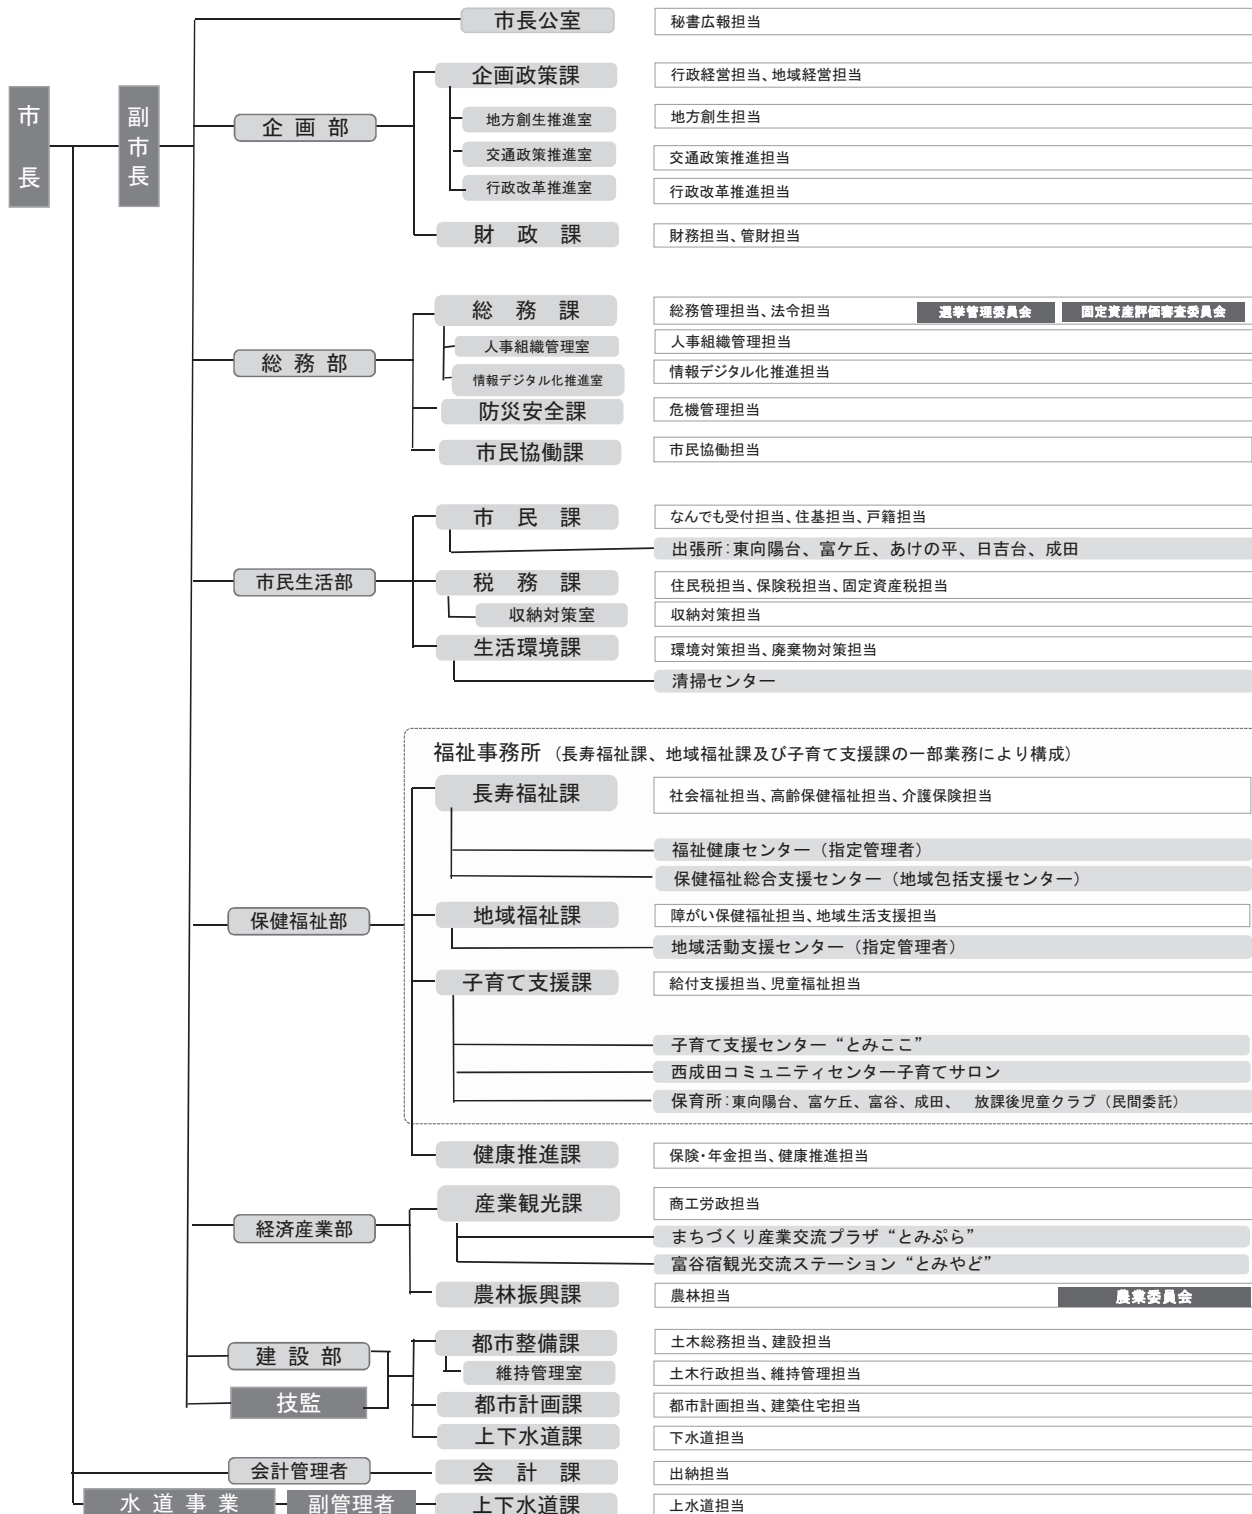 市長
副市長
市長公室 秘書広報担当
企画部
企画政策課 行政経営担当、地域経営担当
地方創生推進室 地方創生担当
交通政策推進室 交通政策推進担当
行政改革推進室 行政改革推進担当
財政課 財務担当、管財担当
総務部
総務課 総務管理担当、法令担当 選挙管理委員会 固定資産評価審査委員会
人事組織管理室 人事組織管理担当
情報デジタル化推進室 情報デジタル化推進担当
防災安全課 危機管理担当
市民協働課 市民協働担当
市民生活部
市民課 なんでも受付担当、住基担当、戸籍担当
出張所：東向陽台、富ケ丘、あけの平、日吉台、成田
税務課 住民税担当、保険税担当、固定資産税担当
収納対策室 収納対策担当
生活環境課 環境対策担当、廃棄物対策担当
清掃センター
保健福祉部
福祉事務所（長寿福祉課、地域福祉課及び子育て支援課の一部業務により構成）
長寿福祉課 社会福祉担当、高齢保健福祉担当、介護保険担当
福祉健康センター（指定管理者）
保健福祉総合支援センター（地域包括支援センター）
地域福祉課 障がい保健福祉担当、地域生活支援担当
地域活動支援センター（指定管理者）
子育て支援課 給付支援担当、児童福祉担当
子育て支援センター“とみここ”
西成田コミュニティセンター子育てサロン
保育所：東向陽台、富ケ丘、富谷、成田、 放課後児童クラブ（民間委託）
健康推進課 保険・年金担当、健康推進担当
経済産業部
産業観光課 商工労政担当
まちづくり産業交流プラザ“とみぷら”
富谷宿観光交流ステーション“とみやど”
農林振興課 農林担当 農業委員会
建設部
技監
都市整備課 土木総務担当、建設担当
維持管理室 土木行政担当、維持管理担当
都市計画課 都市計画担当、建築住宅担当
上下水道課 下水道担当
会計管理者 会計課 出納担当
水道事業 副管理者 上下水道課 上水道担当